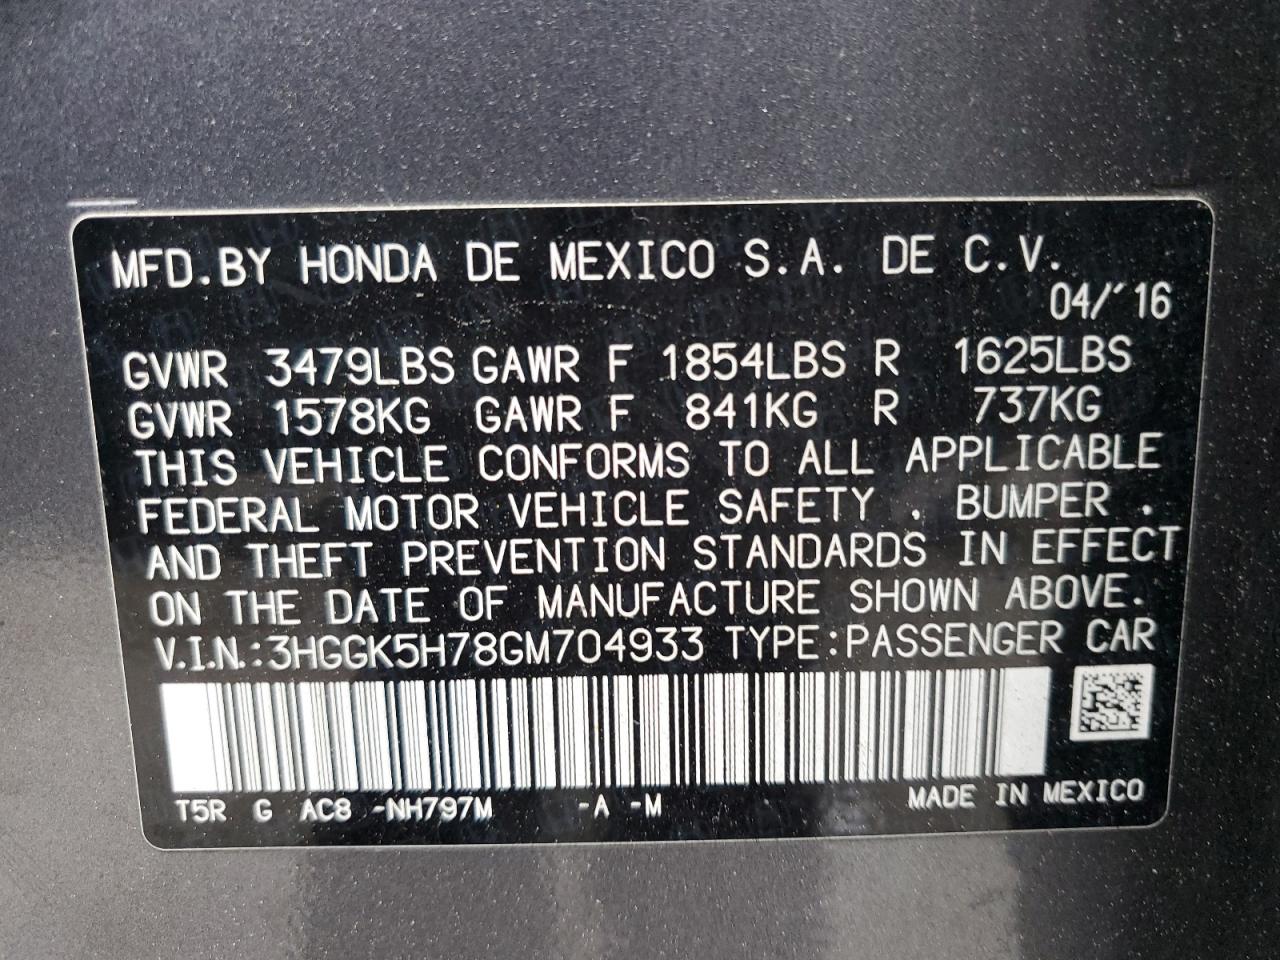 MFD.BY HONDA DE MEXICO S.A. DE C.V.
04/'16
GVWR 3479LBS GAWR F 1854LBS R 1625LBS
GVWR 1578KG GAWR F 841KG R 737KG
THIS VEHICLE CONFORMS TO ALL APPLICABLE
FEDERAL MOTOR VEHICLE SAFETY , BUMPER ,
AND THEFT PREVENTION STANDARDS IN EFFECT
ON THE DATE OF MANUFACTURE SHOWN ABOVE.
V.I.N.:3HGGK5H78GM704933 TYPE:PASSENGER CAR
T5R G AC8 -NH797M -A -M MADE IN MEXICO